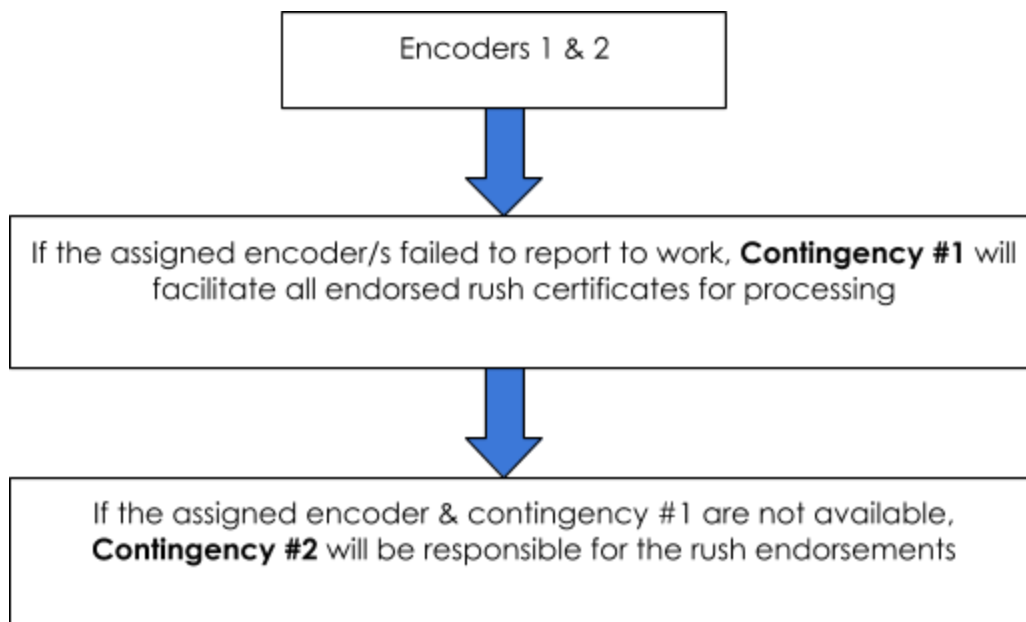 Encoders 1 & 2
If the assigned encoder/s failed to report to work, Contingency #1 will
facilitate all endorsed rush certificates for processing
If the assigned encoder & contingency #1 are not available,
Contingency #2 will be responsible for the rush endorsements